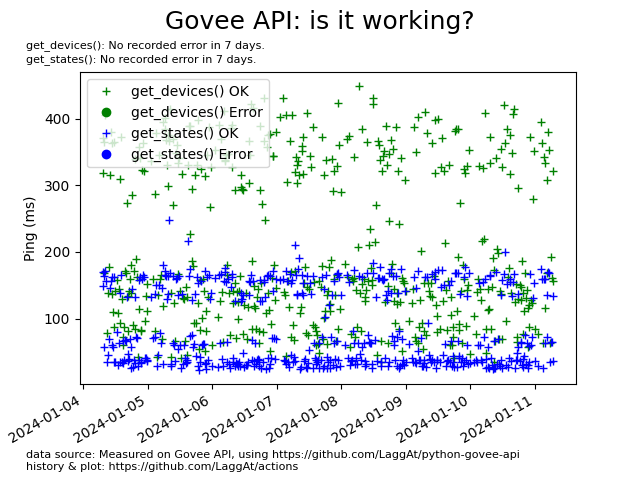 Govee API: is it working?
get_devices(): No recorded error in 7 days.
get_states(): No recorded error in 7 days.
get_devices() OK
get_devices() Error
get_states() OK
get_states() Error
Ping (ms)
400
300
200
100
2024-01-04
2024-01-05
2024-01-06
2024-01-07
2024-01-08
2024-01-09
2024-01-10
2024-01-11
data source: Measured on Govee API, using https://github.com/LaggAt/python-govee-api
history & plot: https://github.com/LaggAt/actions